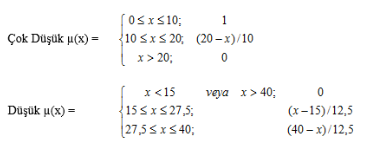 0 ≤ x ≤ 10; 1
Çok Düşük μ(x) = 10 ≤ x ≤ 20; (20 – x)/10
x > 20; 0
x < 15 veya x > 40; 0
Düşük μ(x) = 15 ≤ x ≤ 27,5; (x – 15)/12,5
27,5 ≤ x ≤ 40; (40 – x)/12,5